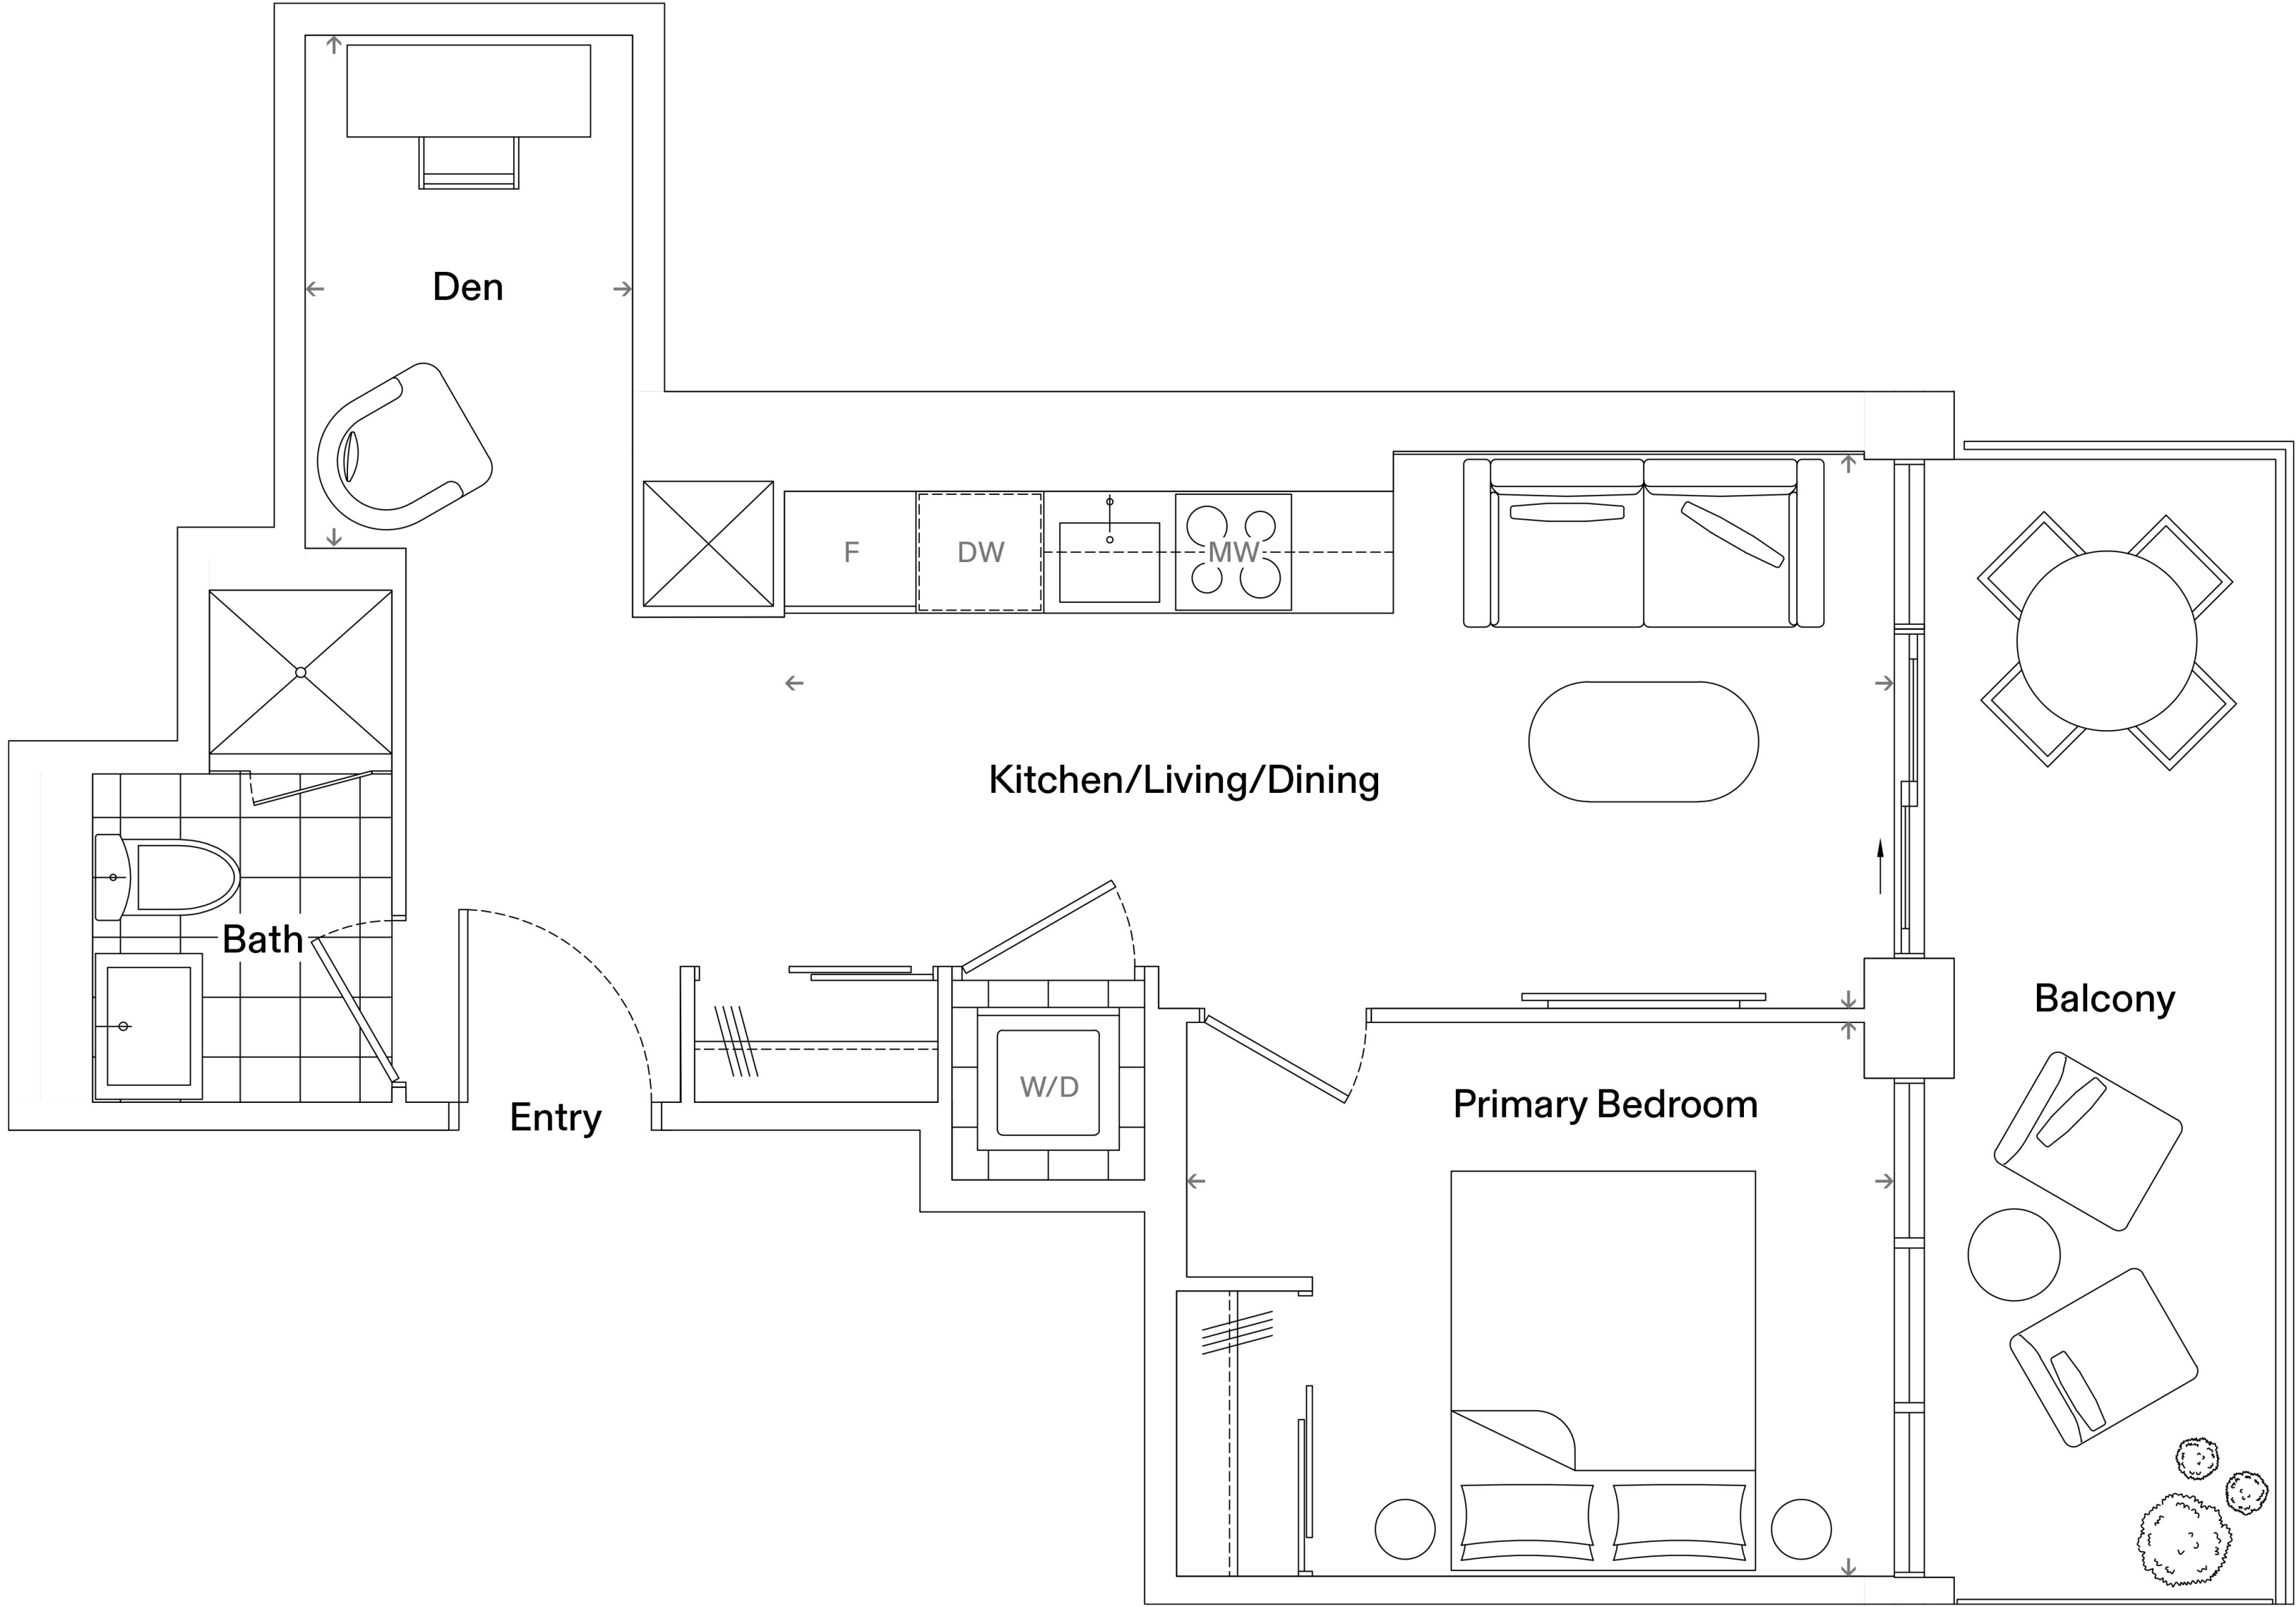 Den
F
DW
MW
Kitchen/Living/Dining
Bath
Balcony
W/D
Primary Bedroom
Entry